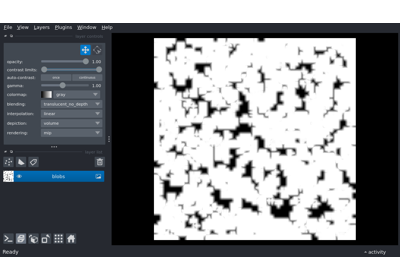 File View Layers Plugins Window Help
opacity: 1.00
contrast limits:
auto-contrast: once continuous
gamma: 1.00
colormap: gray
blending: translucent_no_depth
interpolation: linear
depiction: volume
rendering: mip
blobs
Ready
activity